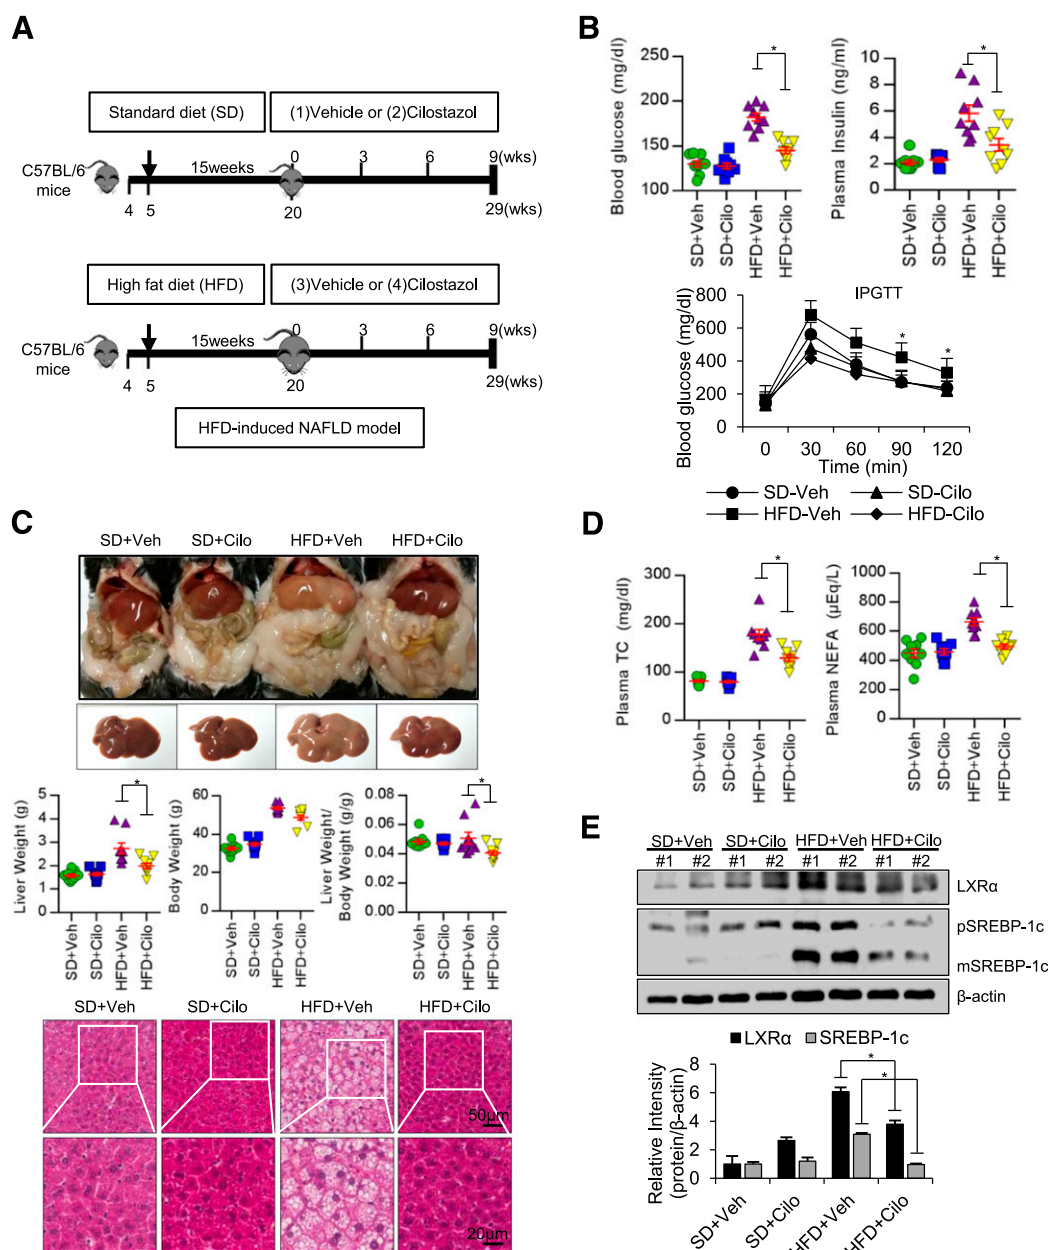 A
Standard diet (SD)
(1)Vehicle or (2)Cilostazol
C57BL/6
mice
15weeks
0
3
6
9(wks)
4
5
20
29(wks)
High fat diet (HFD)
(3)Vehicle or (4)Cilostazol
C57BL/6
mice
15weeks
0
3
6
9(wks)
4
5
20
29(wks)
HFD-induced NAFLD model
B
Blood glucose (mg/dl)
250
200
150
100
*
SD+Veh
SD+Cilo
HFD+Veh
HFD+Cilo
Plasma Insulin (ng/ml)
10
8
6
4
2
0
*
SD+Veh
SD+Cilo
HFD+Veh
HFD+Cilo
IPGTT
Blood glucose (mg/dl)
800
600
400
200
0
*
*
0 30 60 90 120
Time (min)
SD-Veh
SD-Cilo
HFD-Veh
HFD-Cilo
C
SD+Veh SD+Cilo HFD+Veh HFD+Cilo
Liver Weight (g)
5
4
3
2
1
0
*
SD+Veh
SD+Cilo
HFD+Veh
HFD+Cilo
Body Weight (g)
60
40
20
0
SD+Veh
SD+Cilo
HFD+Veh
HFD+Cilo
Liver Weight/
Body Weight (g/g)
0.08
0.06
0.04
0.02
0.00
*
SD+Veh
SD+Cilo
HFD+Veh
HFD+Cilo
SD+Veh SD+Cilo HFD+Veh HFD+Cilo
50μm
20μm
D
Plasma TC (mg/dl)
300
200
100
0
*
SD+Veh
SD+Cilo
HFD+Veh
HFD+Cilo
Plasma NEFA (μEq/L)
1000
800
600
400
200
0
*
SD+Veh
SD+Cilo
HFD+Veh
HFD+Cilo
E
SD+Veh SD+Cilo HFD+Veh HFD+Cilo
#1 #2 #1 #2 #1 #2 #1 #2
LXRα
pSREBP-1c
mSREBP-1c
β-actin
LXRα SREBP-1c
Relative Intensity
(protein/β-actin)
8
6
4
2
0
*
*
SD+Veh
SD+Cilo
HFD+Veh
HFD+Cilo